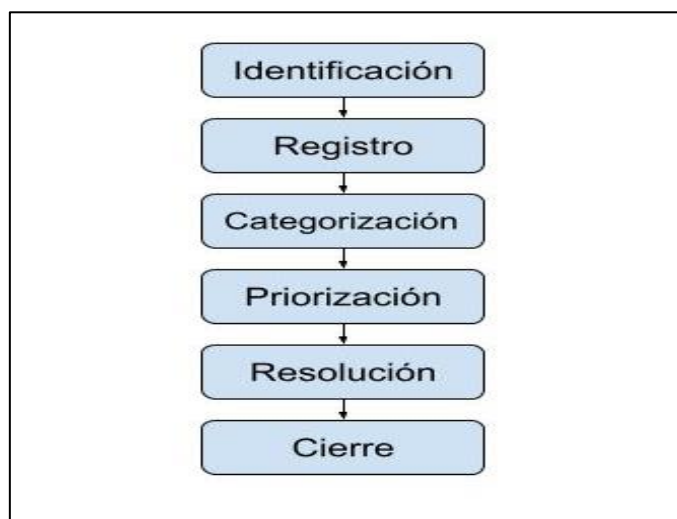 Identificación
Registro
Categorización
Priorización
Resolución
Cierre